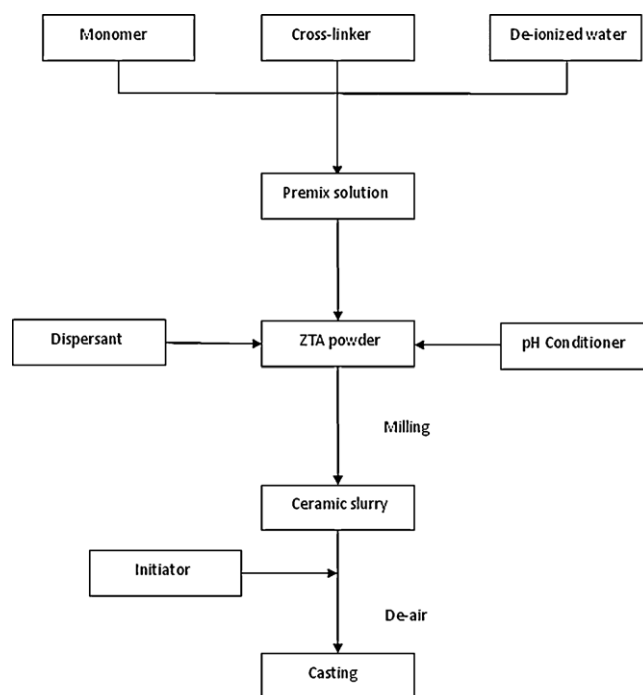 Monomer
Cross-linker
De-ionized water
Premix solution
Dispersant
ZTA powder
pH Conditioner
Milling
Ceramic slurry
Initiator
De-air
Casting